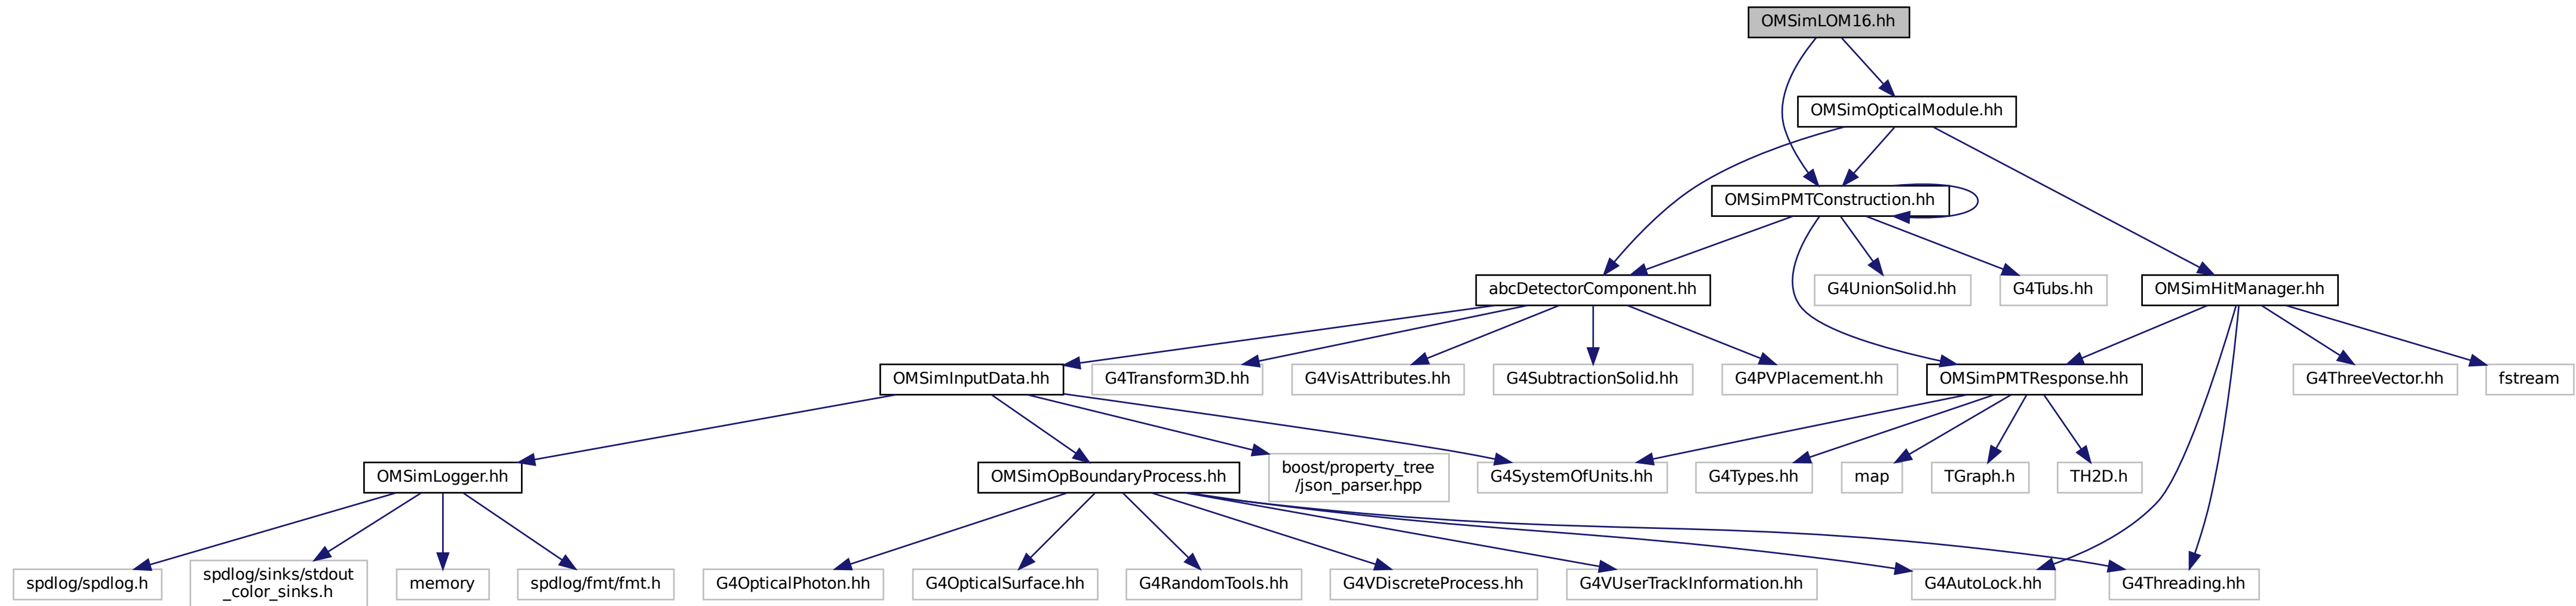 OMSimLOM16.hh
OMSimOpticalModule.hh
OMSimPMTConstruction.hh
abcDetectorComponent.hh
G4UnionSolid.hh
G4Tubs.hh
OMSimHitManager.hh
OMSimInputData.hh
G4Transform3D.hh
G4VisAttributes.hh
G4SubtractionSolid.hh
G4PVPlacement.hh
OMSimPMTResponse.hh
G4ThreeVector.hh
fstream
OMSimLogger.hh
OMSimOpBoundaryProcess.hh
boost/property_tree
/json_parser.hpp
G4SystemOfUnits.hh
G4Types.hh
map
TGraph.h
TH2D.h
spdlog/spdlog.h
spdlog/sinks/stdout
_color_sinks.h
memory
spdlog/fmt/fmt.h
G4OpticalPhoton.hh
G4OpticalSurface.hh
G4RandomTools.hh
G4VDiscreteProcess.hh
G4VUserTrackInformation.hh
G4AutoLock.hh
G4Threading.hh